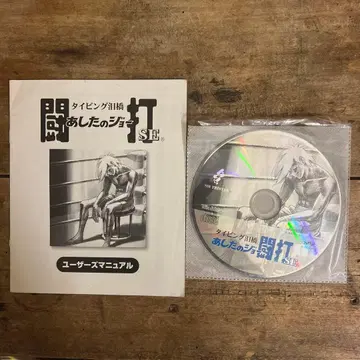 タイピング泪橋
闘打
あしたのジョー
SE
ユーザーズマニュアル
タイピング泪橋
あしたのジョー
闘打
SE